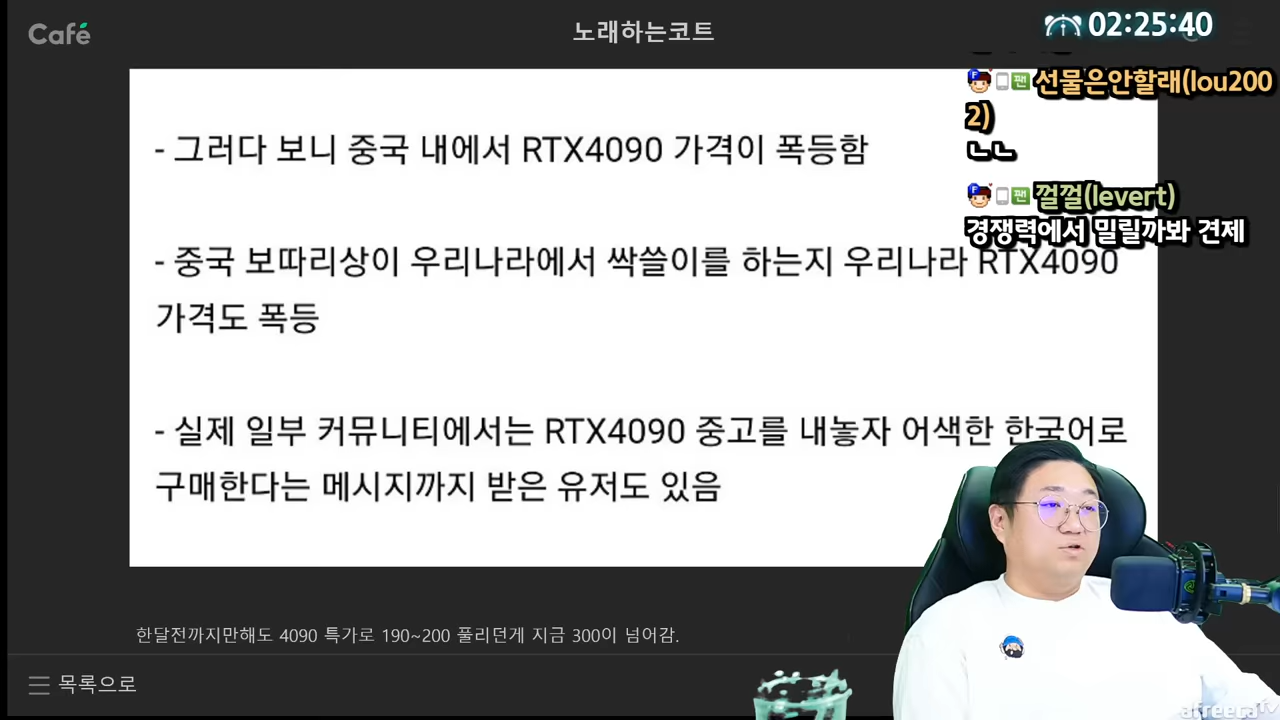 Café
노래하는코트
02:25:40
선물은안할래(lou200
2)
ㄴㄴ
껄껄(levert)
경쟁력에서 밀릴까봐 견제
- 그러다 보니 중국 내에서 RTX4090 가격이 폭등함
- 중국 보따리상이 우리나라에서 싹쓸이를 하는지 우리나라 RTX4090
가격도 폭등
- 실제 일부 커뮤니티에서는 RTX4090 중고를 내놓자 어색한 한국어로
구매한다는 메시지까지 받은 유저도 있음
한달전까지만해도 4090 특가로 190~200 풀리던게 지금 300이 넘어감.
목록으로
afreecaTV